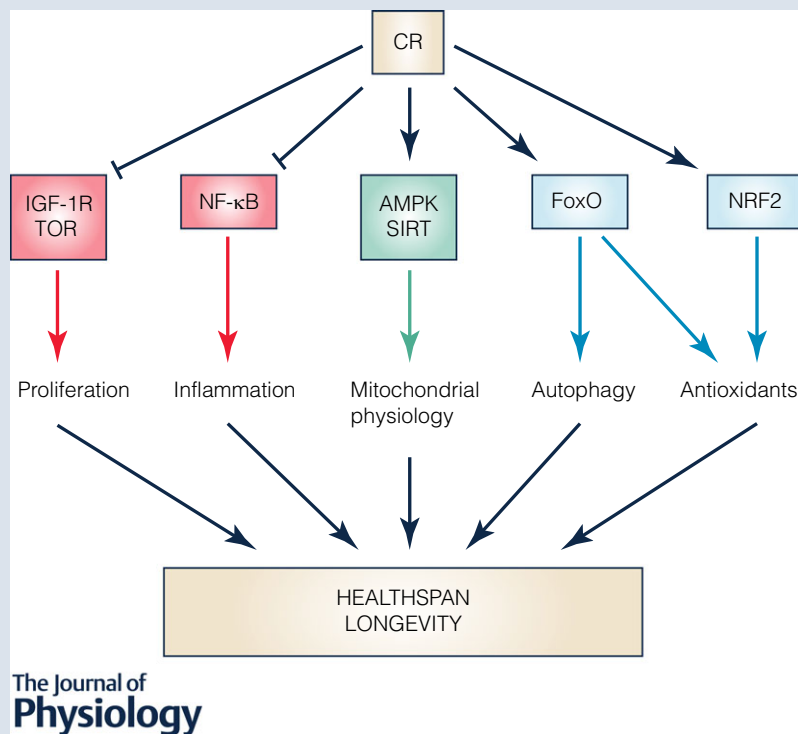 CR
IGF-1R
TOR
NF-κB
AMPK
SIRT
FoxO
NRF2
Proliferation
Inflammation
Mitochondrial
physiology
Autophagy
Antioxidants
HEALTHSPAN
LONGEVITY
The Journal of
Physiology